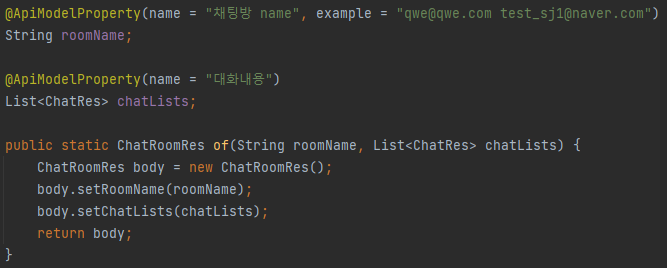 @ApiModelProperty(name = "채팅방 name", example = "qwe@qwe.com test_sj1@naver.com")
String roomName;
@ApiModelProperty(name = "대화내용")
List<ChatRes> chatLists;
public static ChatRoomRes of(String roomName, List<ChatRes> chatLists) {
ChatRoomRes body = new ChatRoomRes();
body.setRoomName(roomName);
body.setChatLists(chatLists);
return body;
}